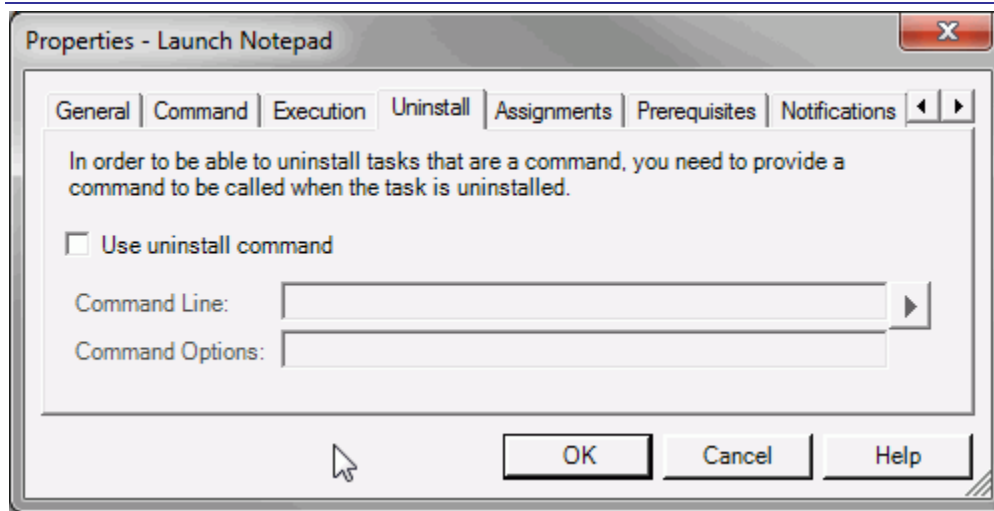 Properties - Launch Notepad
General Command Execution Uninstall Assignments Prerequisites Notifications
In order to be able to uninstall tasks that are a command, you need to provide a
command to be called when the task is uninstalled.
Use uninstall command
Command Line:
Command Options:
OK Cancel Help